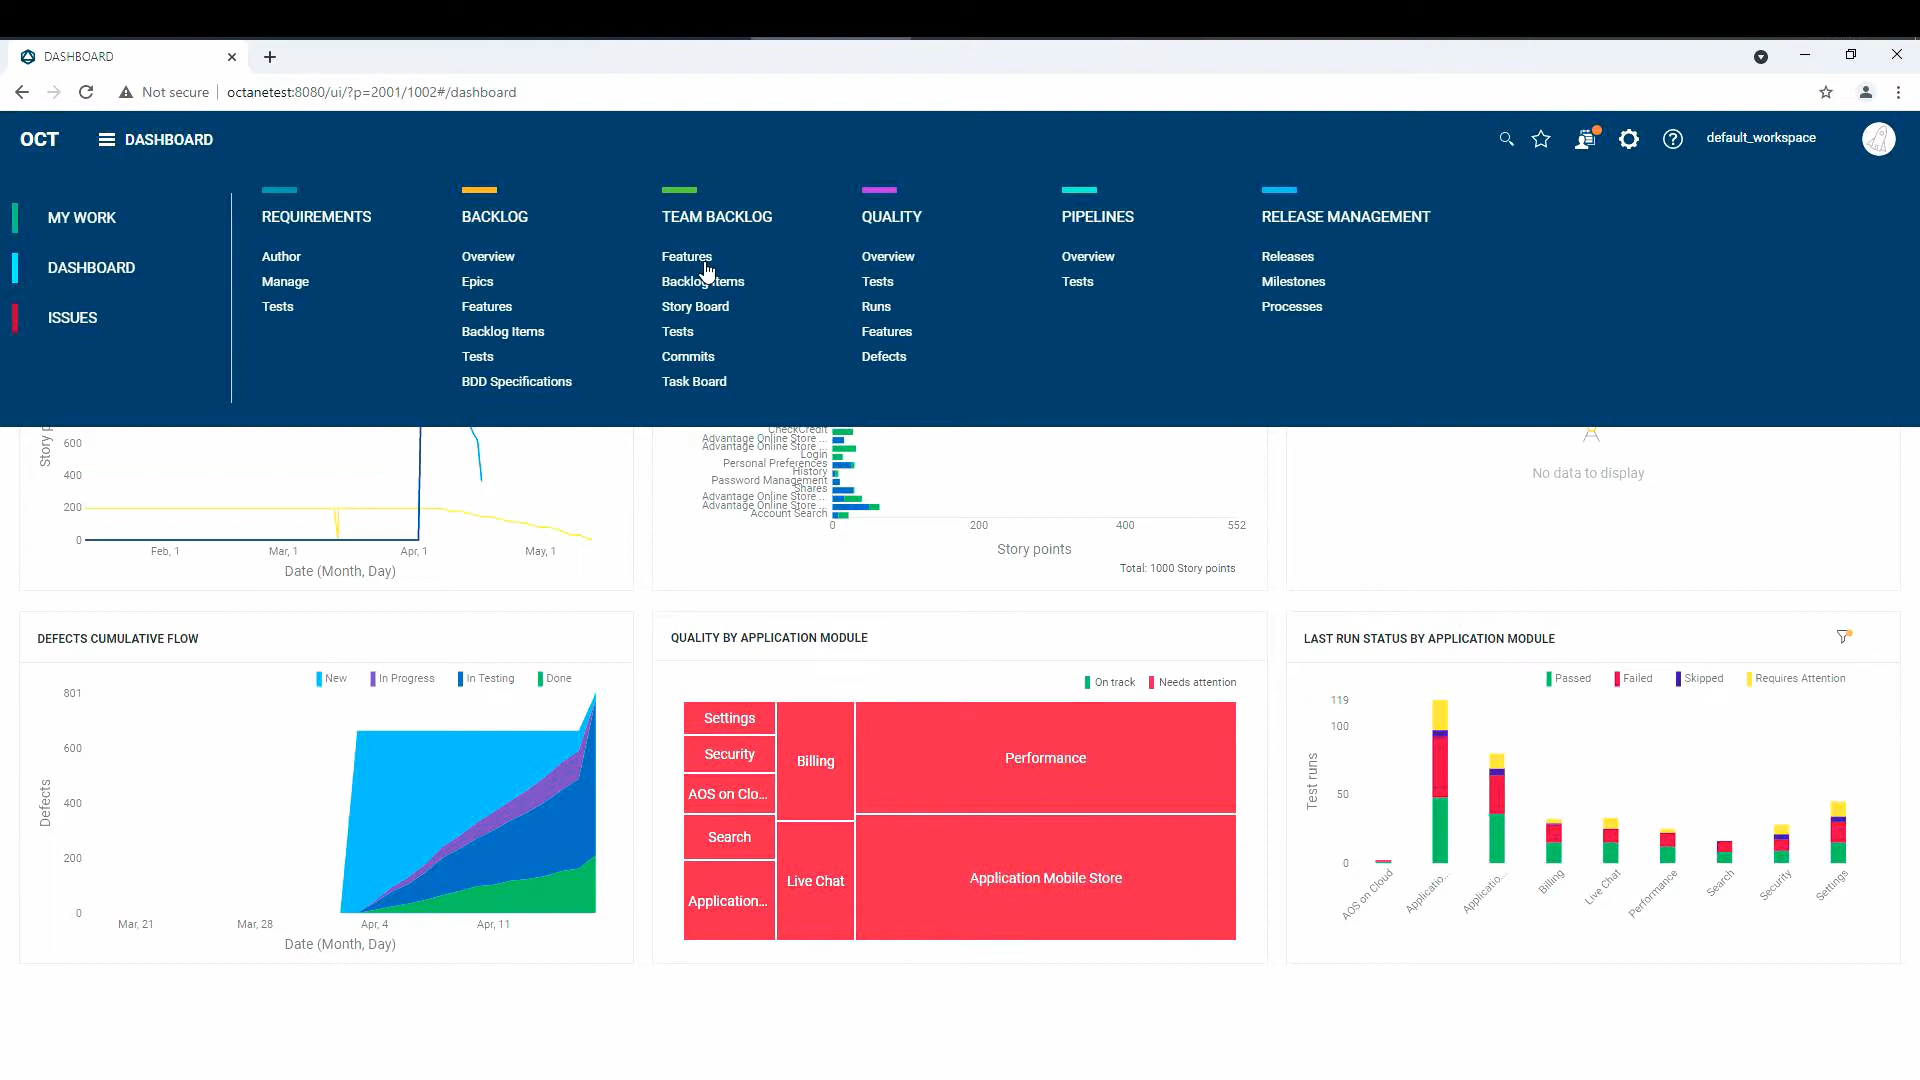 DASHBOARD
Not secure
octanetest:8080/ui/?p=2001/1002#/dashboard
OCT
DASHBOARD
default_workspace
MY WORK
DASHBOARD
ISSUES
REQUIREMENTS
Author
Manage
Tests
BACKLOG
Overview
Epics
Features
Backlog Items
Tests
BDD Specifications
TEAM BACKLOG
Features
Backlog Items
Story Board
Tests
Commits
Task Board
QUALITY
Overview
Tests
Runs
Features
Defects
PIPELINES
Overview
Tests
RELEASE MANAGEMENT
Releases
Milestones
Processes
Story
600
400
200
0
Feb, 1
Mar, 1
Apr, 1
May, 1
Date (Month, Day)
CheckCredit
Advantage Online Store ...
Advantage Online Store ...
Login
Personal Preferences
History
Password Management
Shares
Advantage Online Store ...
Advantage Online Store ...
Account Search
0
200
400
552
Story points
Total: 1000 Story points
No data to display
DEFECTS CUMULATIVE FLOW
New
In Progress
In Testing
Done
801
600
400
200
0
Defects
Mar, 21
Mar, 28
Apr, 4
Apr, 11
Date (Month, Day)
QUALITY BY APPLICATION MODULE
On track
Needs attention
Settings
Security
AOS on Clo...
Search
Application...
Billing
Live Chat
Performance
Application Mobile Store
LAST RUN STATUS BY APPLICATION MODULE
Passed
Failed
Skipped
Requires Attention
119
100
50
0
Test runs
AOS on Cloud
Applicatio...
Applicatio...
Billing
Live Chat
Performance
Search
Security
Settings